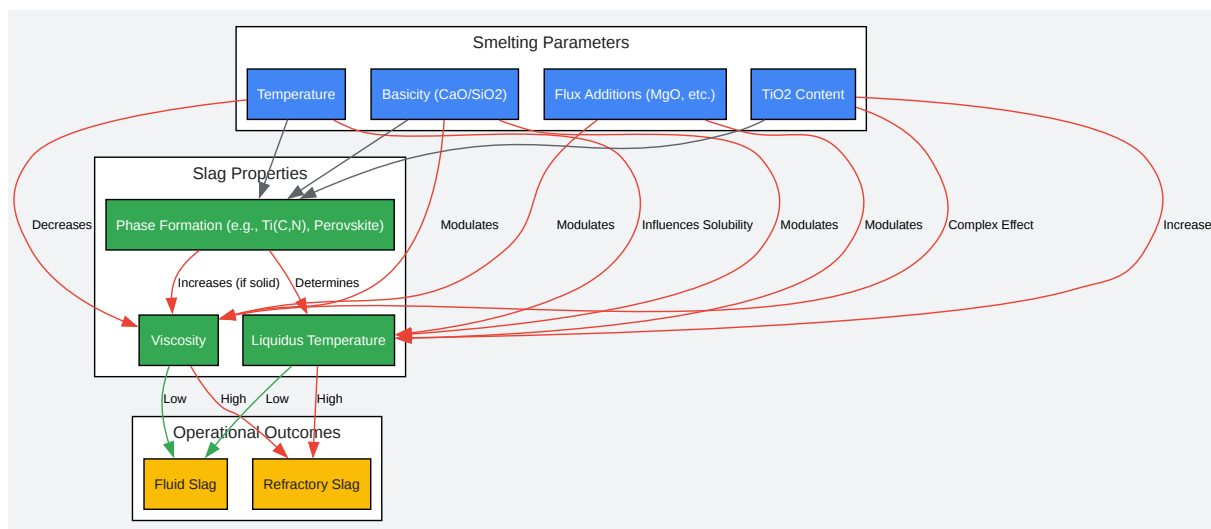 Smelting Parameters
Temperature
Basicity (CaO/SiO2)
Flux Additions (MgO, etc.)
TiO2 Content
Slag Properties
Phase Formation (e.g., Ti(C,N), Perovskite)
Decreases
Modulates
Modulates
Influences Solubility
Modulates
Modulates
Complex Effect
Increase
Increases (if solid)
Determines
Viscosity
Liquidus Temperature
Low
High
Low
High
Operational Outcomes
Fluid Slag
Refractory Slag